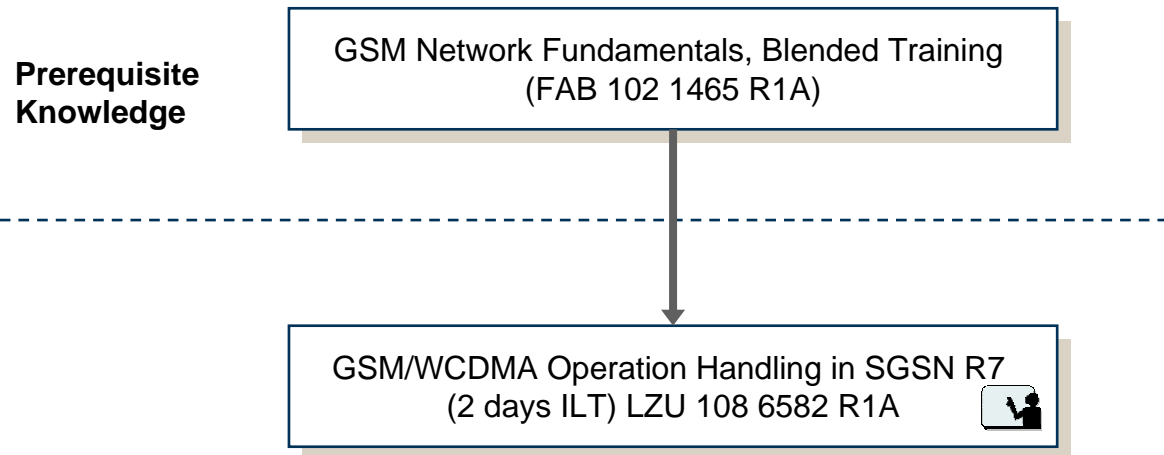 Prerequisite
Knowledge
GSM Network Fundamentals, Blended Training
(FAB 102 1465 R1A)
GSM/WCDMA Operation Handling in SGSN R7
(2 days ILT) LZU 108 6582 R1A